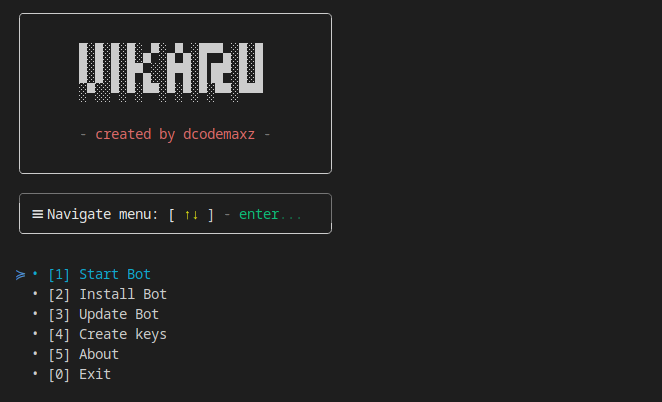 - created by dcodemaxz -
≡ Navigate menu: [ ↑↓ ] - enter...
⪢ • [1] Start Bot
• [2] Install Bot
• [3] Update Bot
• [4] Create keys
• [5] About
• [0] Exit